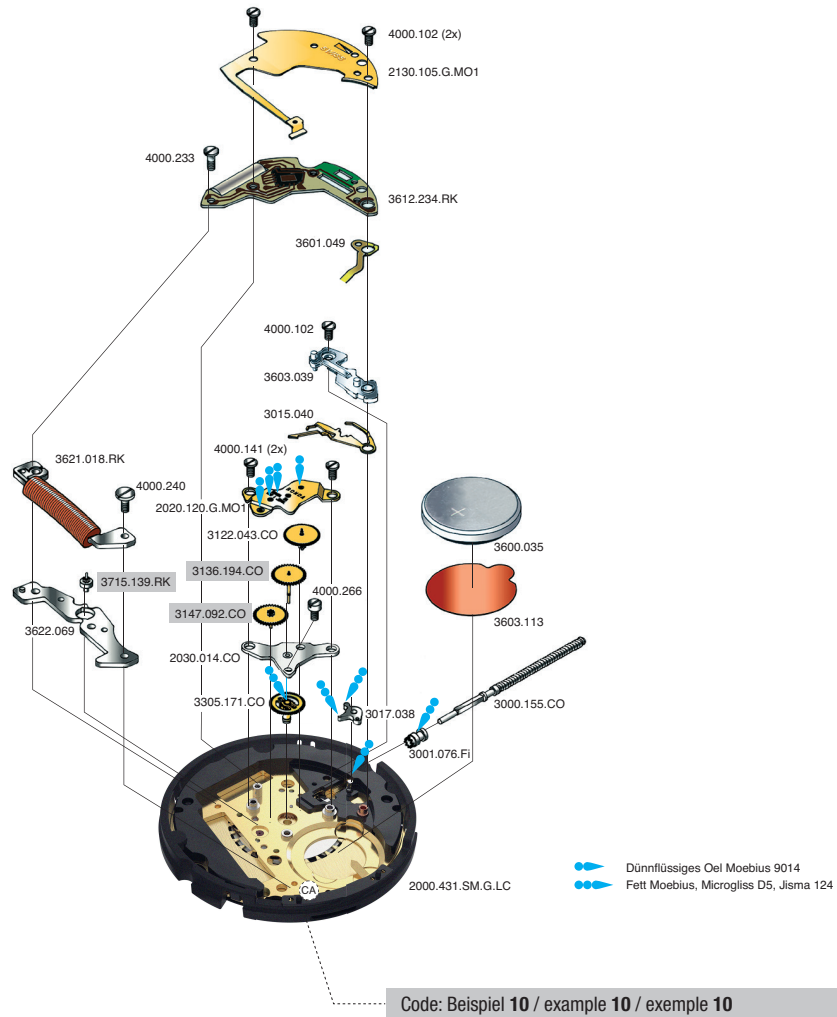 4000.102 (2x)
2130.105.G.MO1
4000.233
3612.234.RK
3601.049
4000.102
3603.039
3015.040
4000.141 (2x)
3621.018.RK
4000.240
2020.120.G.MO1
3122.043.CO
3600.035
3136.194.CO
3715.139.RK
4000.266
3147.092.CO
3603.113
3622.069
2030.014.CO
3000.155.CO
3305.171.CO
3017.038
3001.076.Fi
CA
2000.431.SM.G.LC
Dünnflüssiges Oel Moebius 9014
Fett Moebius, Microgliss D5, Jisma 124
Code: Beispiel 10 / example 10 / exemple 10